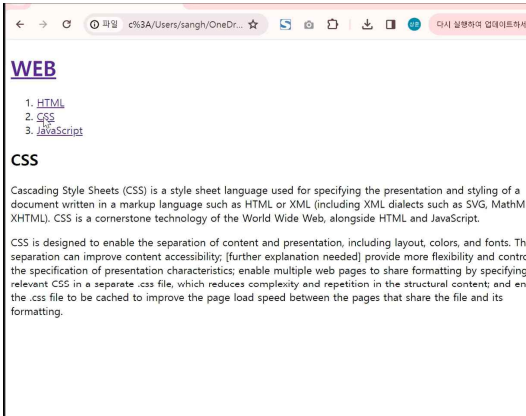 파일 c%3A/Users/sangh/OneDr...
상훈
다시 실행하여 업데이트하세
WEB
1. HTML
2. CSS
3. JavaScript
CSS
Cascading Style Sheets (CSS) is a style sheet language used for specifying the presentation and styling of a
document written in a markup language such as HTML or XML (including XML dialects such as SVG, MathM
XHTML). CSS is a cornerstone technology of the World Wide Web, alongside HTML and JavaScript.
CSS is designed to enable the separation of content and presentation, including layout, colors, and fonts. Th
separation can improve content accessibility; [further explanation needed] provide more flexibility and contro
the specification of presentation characteristics; enable multiple web pages to share formatting by specifying
relevant CSS in a separate .css file, which reduces complexity and repetition in the structural content; and en
the .css file to be cached to improve the page load speed between the pages that share the file and its
formatting.